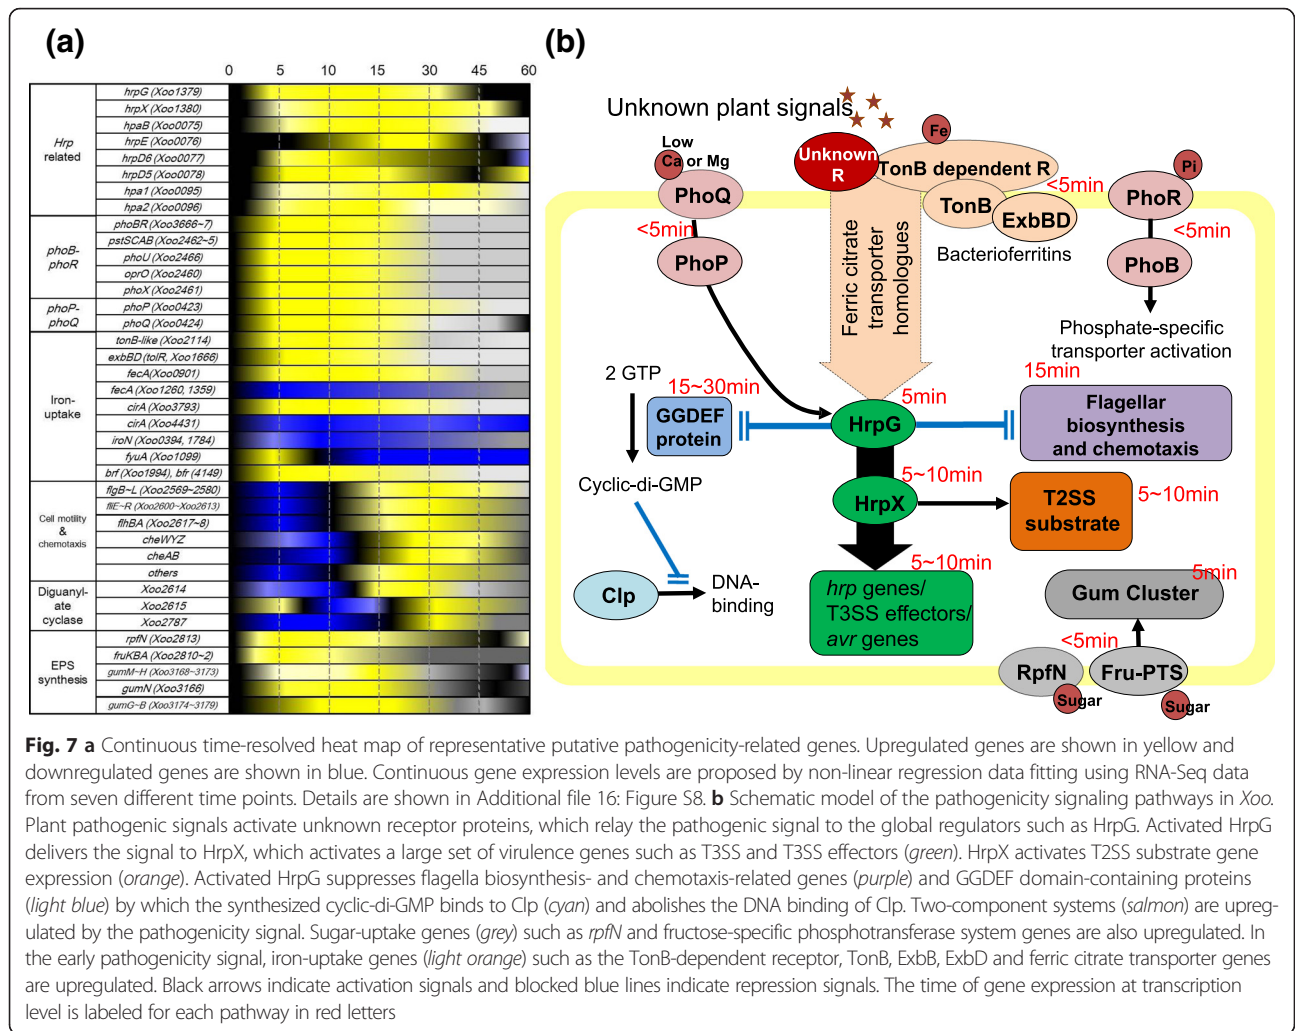 (a)
0 5 10 15 30 45 60
Hrp
related
hrpG (Xoo1379)
hrpX (Xoo1380)
hpaB (Xoo0075)
hrpE (Xoo0076)
hrpD6 (Xoo0077)
hrpD5 (Xoo0078)
hpa1 (Xoo0095)
hpa2 (Xoo0096)
phoB-
phoR
phoBR (Xoo3666~7)
pstSCAB (Xoo2462~5)
phoU (Xoo2466)
oprO (Xoo2460)
phoX (Xoo2461)
phoP-
phoQ
phoP (Xoo0423)
phoQ (Xoo0424)
Iron-
uptake
tonB-like (Xoo2114)
exbBD (tolR, Xoo1666)
fecA(Xoo0901)
fecA (Xoo1260, 1359)
cirA (Xoo3793)
cirA (Xoo4431)
iroN (Xoo0394, 1784)
fyuA (Xoo1099)
brf (Xoo1994), bfr (4149)
Cell motility
&
chemotaxis
flgB~L (Xoo2569~2580)
fliE~R (Xoo2600~Xoo2613)
flhBA (Xoo2617~8)
cheWYZ
cheAB
others
Diguanyl-
ate
cyclase
Xoo2614
Xoo2615
Xoo2787
EPS
synthesis
rpfN (Xoo2813)
fruKBA (Xoo2810~2)
gumM~H (Xoo3168~3173)
gumN (Xoo3166)
gumG~B (Xoo3174~3179)
(b)
Unknown plant signals
Low
Ca or Mg
PhoQ
<5min
PhoP
Unknown
R
Fe
TonB dependent R
TonB
<5min
ExbBD
Bacterioferritins
Pi
PhoR
<5min
PhoB
Phosphate-specific
transporter activation
Ferric citrate
transporter
homologues
2 GTP
15~30min
GGDEF
protein
5min
HrpG
15min
Flagellar
biosynthesis
and chemotaxis
Cyclic-di-GMP
5~10min
HrpX
T2SS
substrate
5~10min
Clp
DNA-
binding
5~10min
hrp genes/
T3SS effectors/
avr genes
5min
Gum Cluster
<5min
RpfN
Fru-PTS
Sugar
Sugar
Fig. 7 a Continuous time-resolved heat map of representative putative pathogenicity-related genes. Upregulated genes are shown in yellow and
downregulated genes are shown in blue. Continuous gene expression levels are proposed by non-linear regression data fitting using RNA-Seq data
from seven different time points. Details are shown in Additional file 16: Figure S8. b Schematic model of the pathogenicity signaling pathways in Xoo.
Plant pathogenic signals activate unknown receptor proteins, which relay the pathogenic signal to the global regulators such as HrpG. Activated HrpG
delivers the signal to HrpX, which activates a large set of virulence genes such as T3SS and T3SS effectors (green). HrpX activates T2SS substrate gene
expression (orange). Activated HrpG suppresses flagella biosynthesis- and chemotaxis-related genes (purple) and GGDEF domain-containing proteins
(light blue) by which the synthesized cyclic-di-GMP binds to Clp (cyan) and abolishes the DNA binding of Clp. Two-component systems (salmon) are upreg-
ulated by the pathogenicity signal. Sugar-uptake genes (grey) such as rpfN and fructose-specific phosphotransferase system genes are also upregulated. In
the early pathogenicity signal, iron-uptake genes (light orange) such as the TonB-dependent receptor, TonB, ExbB, ExbD and ferric citrate transporter genes
are upregulated. Black arrows indicate activation signals and blocked blue lines indicate repression signals. The time of gene expression at transcription
level is labeled for each pathway in red letters